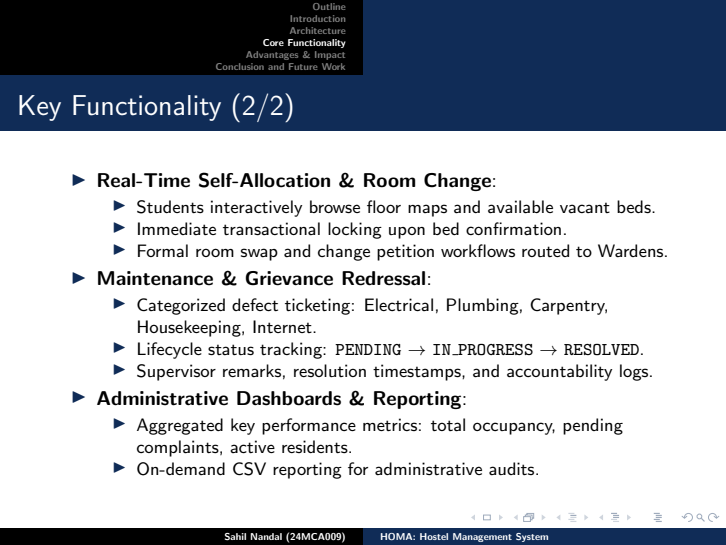 Outline
Introduction
Architecture
Core Functionality
Advantages & Impact
Conclusion and Future Work
Key Functionality (2/2)
Real-Time Self-Allocation & Room Change:
Students interactively browse floor maps and available vacant beds.
Immediate transactional locking upon bed confirmation.
Formal room swap and change petition workflows routed to Wardens.
Maintenance & Grievance Redressal:
Categorized defect ticketing: Electrical, Plumbing, Carpentry,
Housekeeping, Internet.
Lifecycle status tracking: PENDING → IN_PROGRESS → RESOLVED.
Supervisor remarks, resolution timestamps, and accountability logs.
Administrative Dashboards & Reporting:
Aggregated key performance metrics: total occupancy, pending
complaints, active residents.
On-demand CSV reporting for administrative audits.
Sahil Nandal (24MCA009) HOMA: Hostel Management System